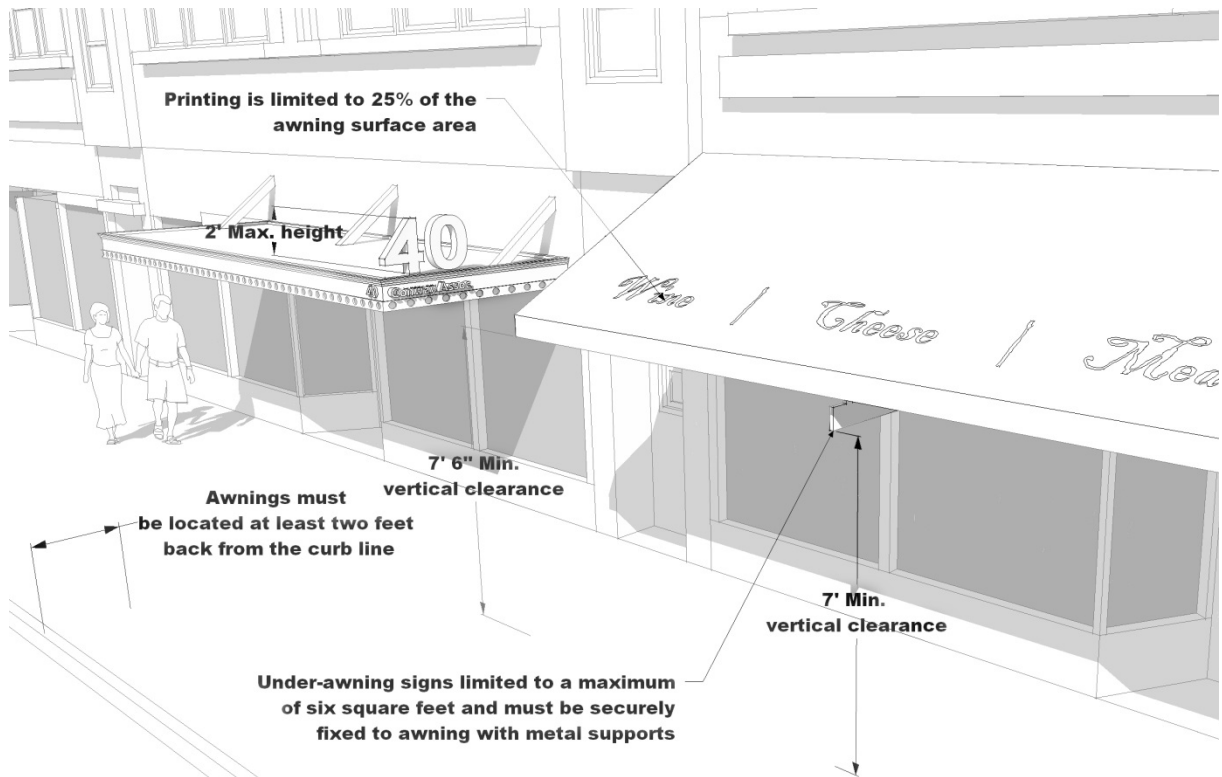 Printing is limited to 25% of the
awning surface area
2' Max. height
40
40
Wine / Cheese /
7' 6" Min.
vertical clearance
Awnings must
be located at least two feet
back from the curb line
7' Min.
vertical clearance
Under-awning signs limited to a maximum
of six square feet and must be securely
fixed to awning with metal supports